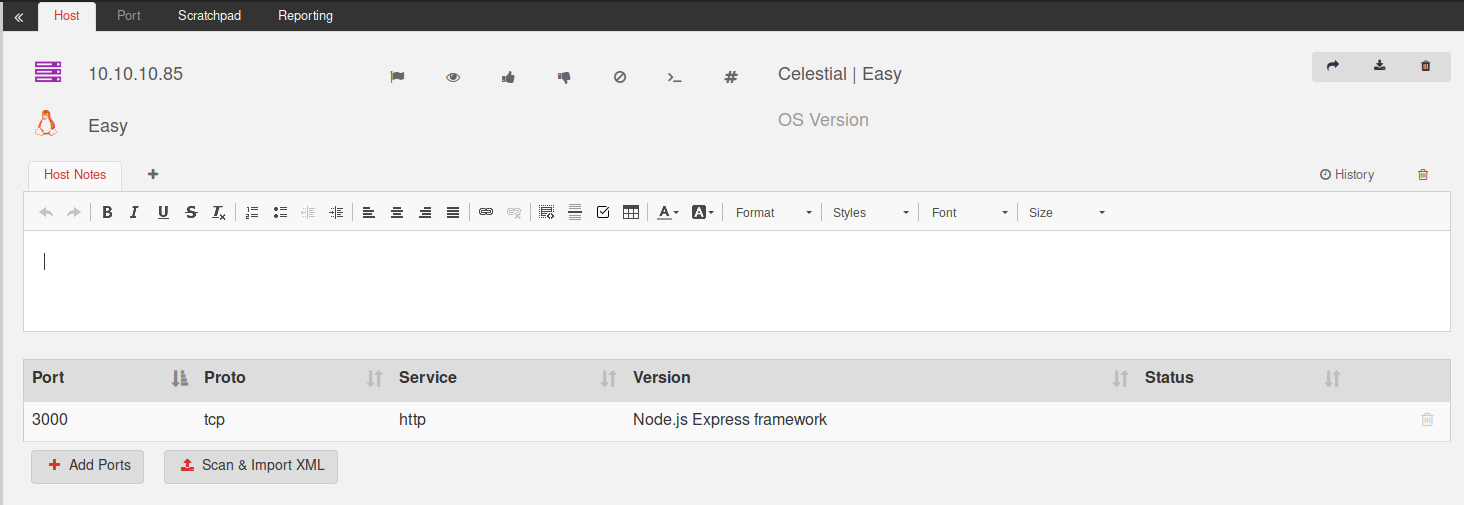 « Host Port Scratchpad Reporting
10.10.10.85 >_ # Celestial | Easy
Easy OS Version
Host Notes + History
B I U S Tx A A Format Styles Font Size
Port Proto Service Version Status
3000 tcp http Node.js Express framework
+ Add Ports Scan & Import XML